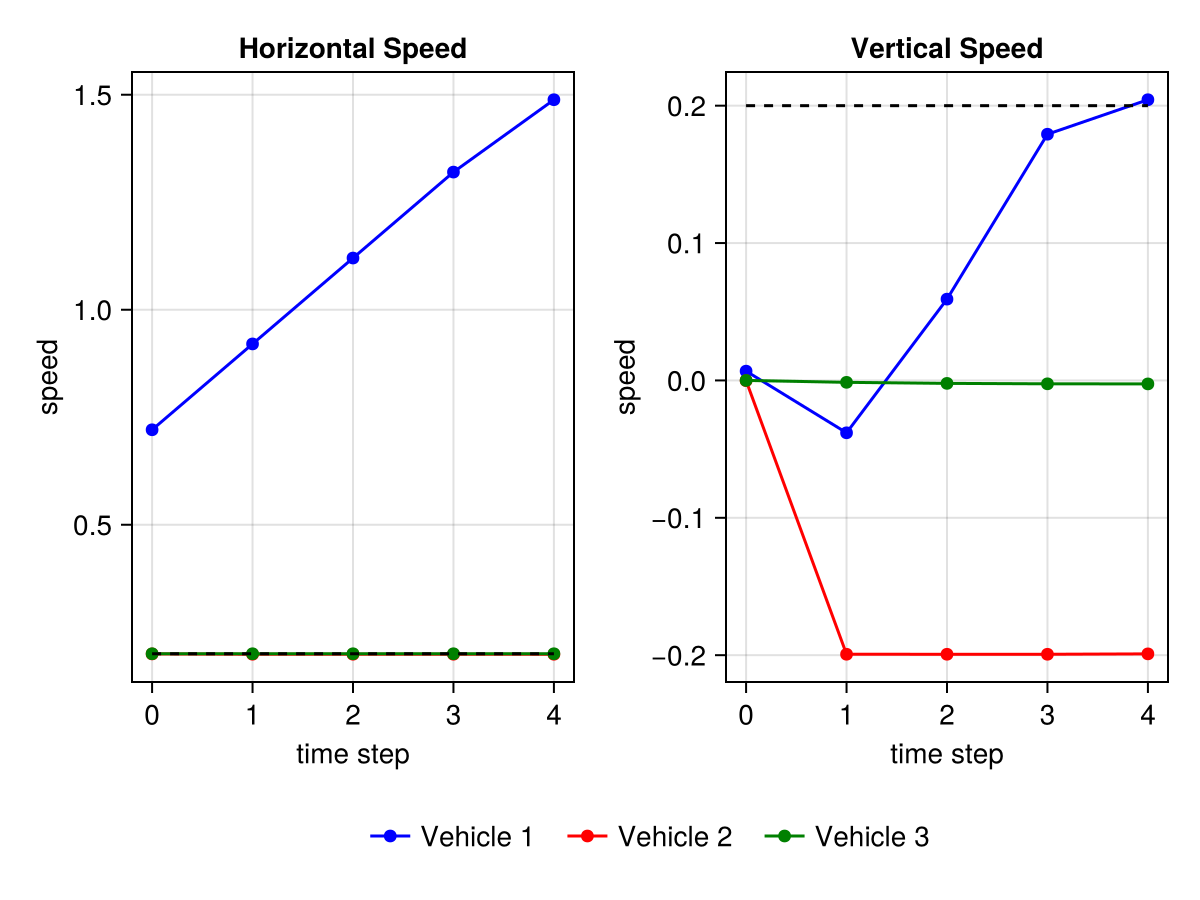 Horizontal Speed
1.5
1.0
0.5
speed
0 1 2 3 4
time step
Vertical Speed
0.2
0.1
0.0
−0.1
−0.2
speed
0 1 2 3 4
time step
Vehicle 1 Vehicle 2 Vehicle 3